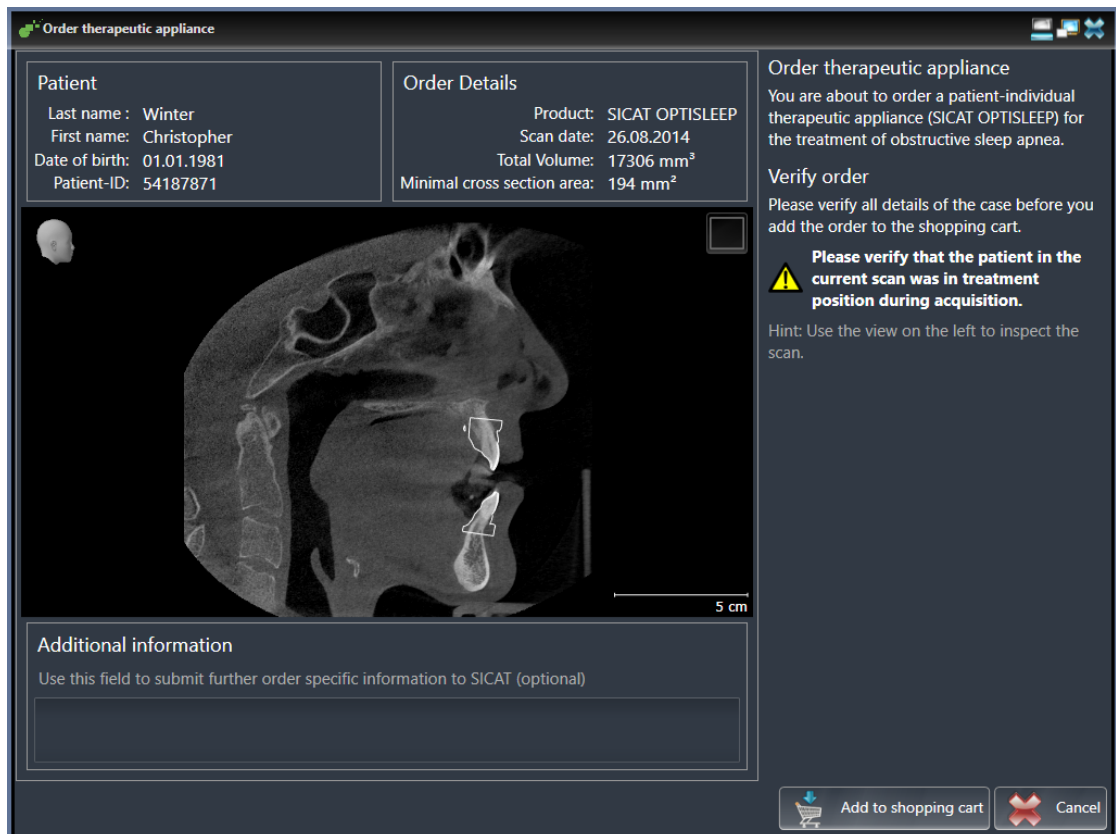 Order therapeutic appliance
Patient
Last name : Winter
First name: Christopher
Date of birth: 01.01.1981
Patient-ID: 54187871
Order Details
Product: SICAT OPTISLEEP
Scan date: 26.08.2014
Total Volume: 17306 mm³
Minimal cross section area: 194 mm²
5 cm
Additional information
Use this field to submit further order specific information to SICAT (optional)
Order therapeutic appliance
You are about to order a patient-individual
therapeutic appliance (SICAT OPTISLEEP) for
the treatment of obstructive sleep apnea.
Verify order
Please verify all details of the case before you
add the order to the shopping cart.
Please verify that the patient in the
current scan was in treatment
position during acquisition.
Hint: Use the view on the left to inspect the
scan.
Add to shopping cart
Cancel